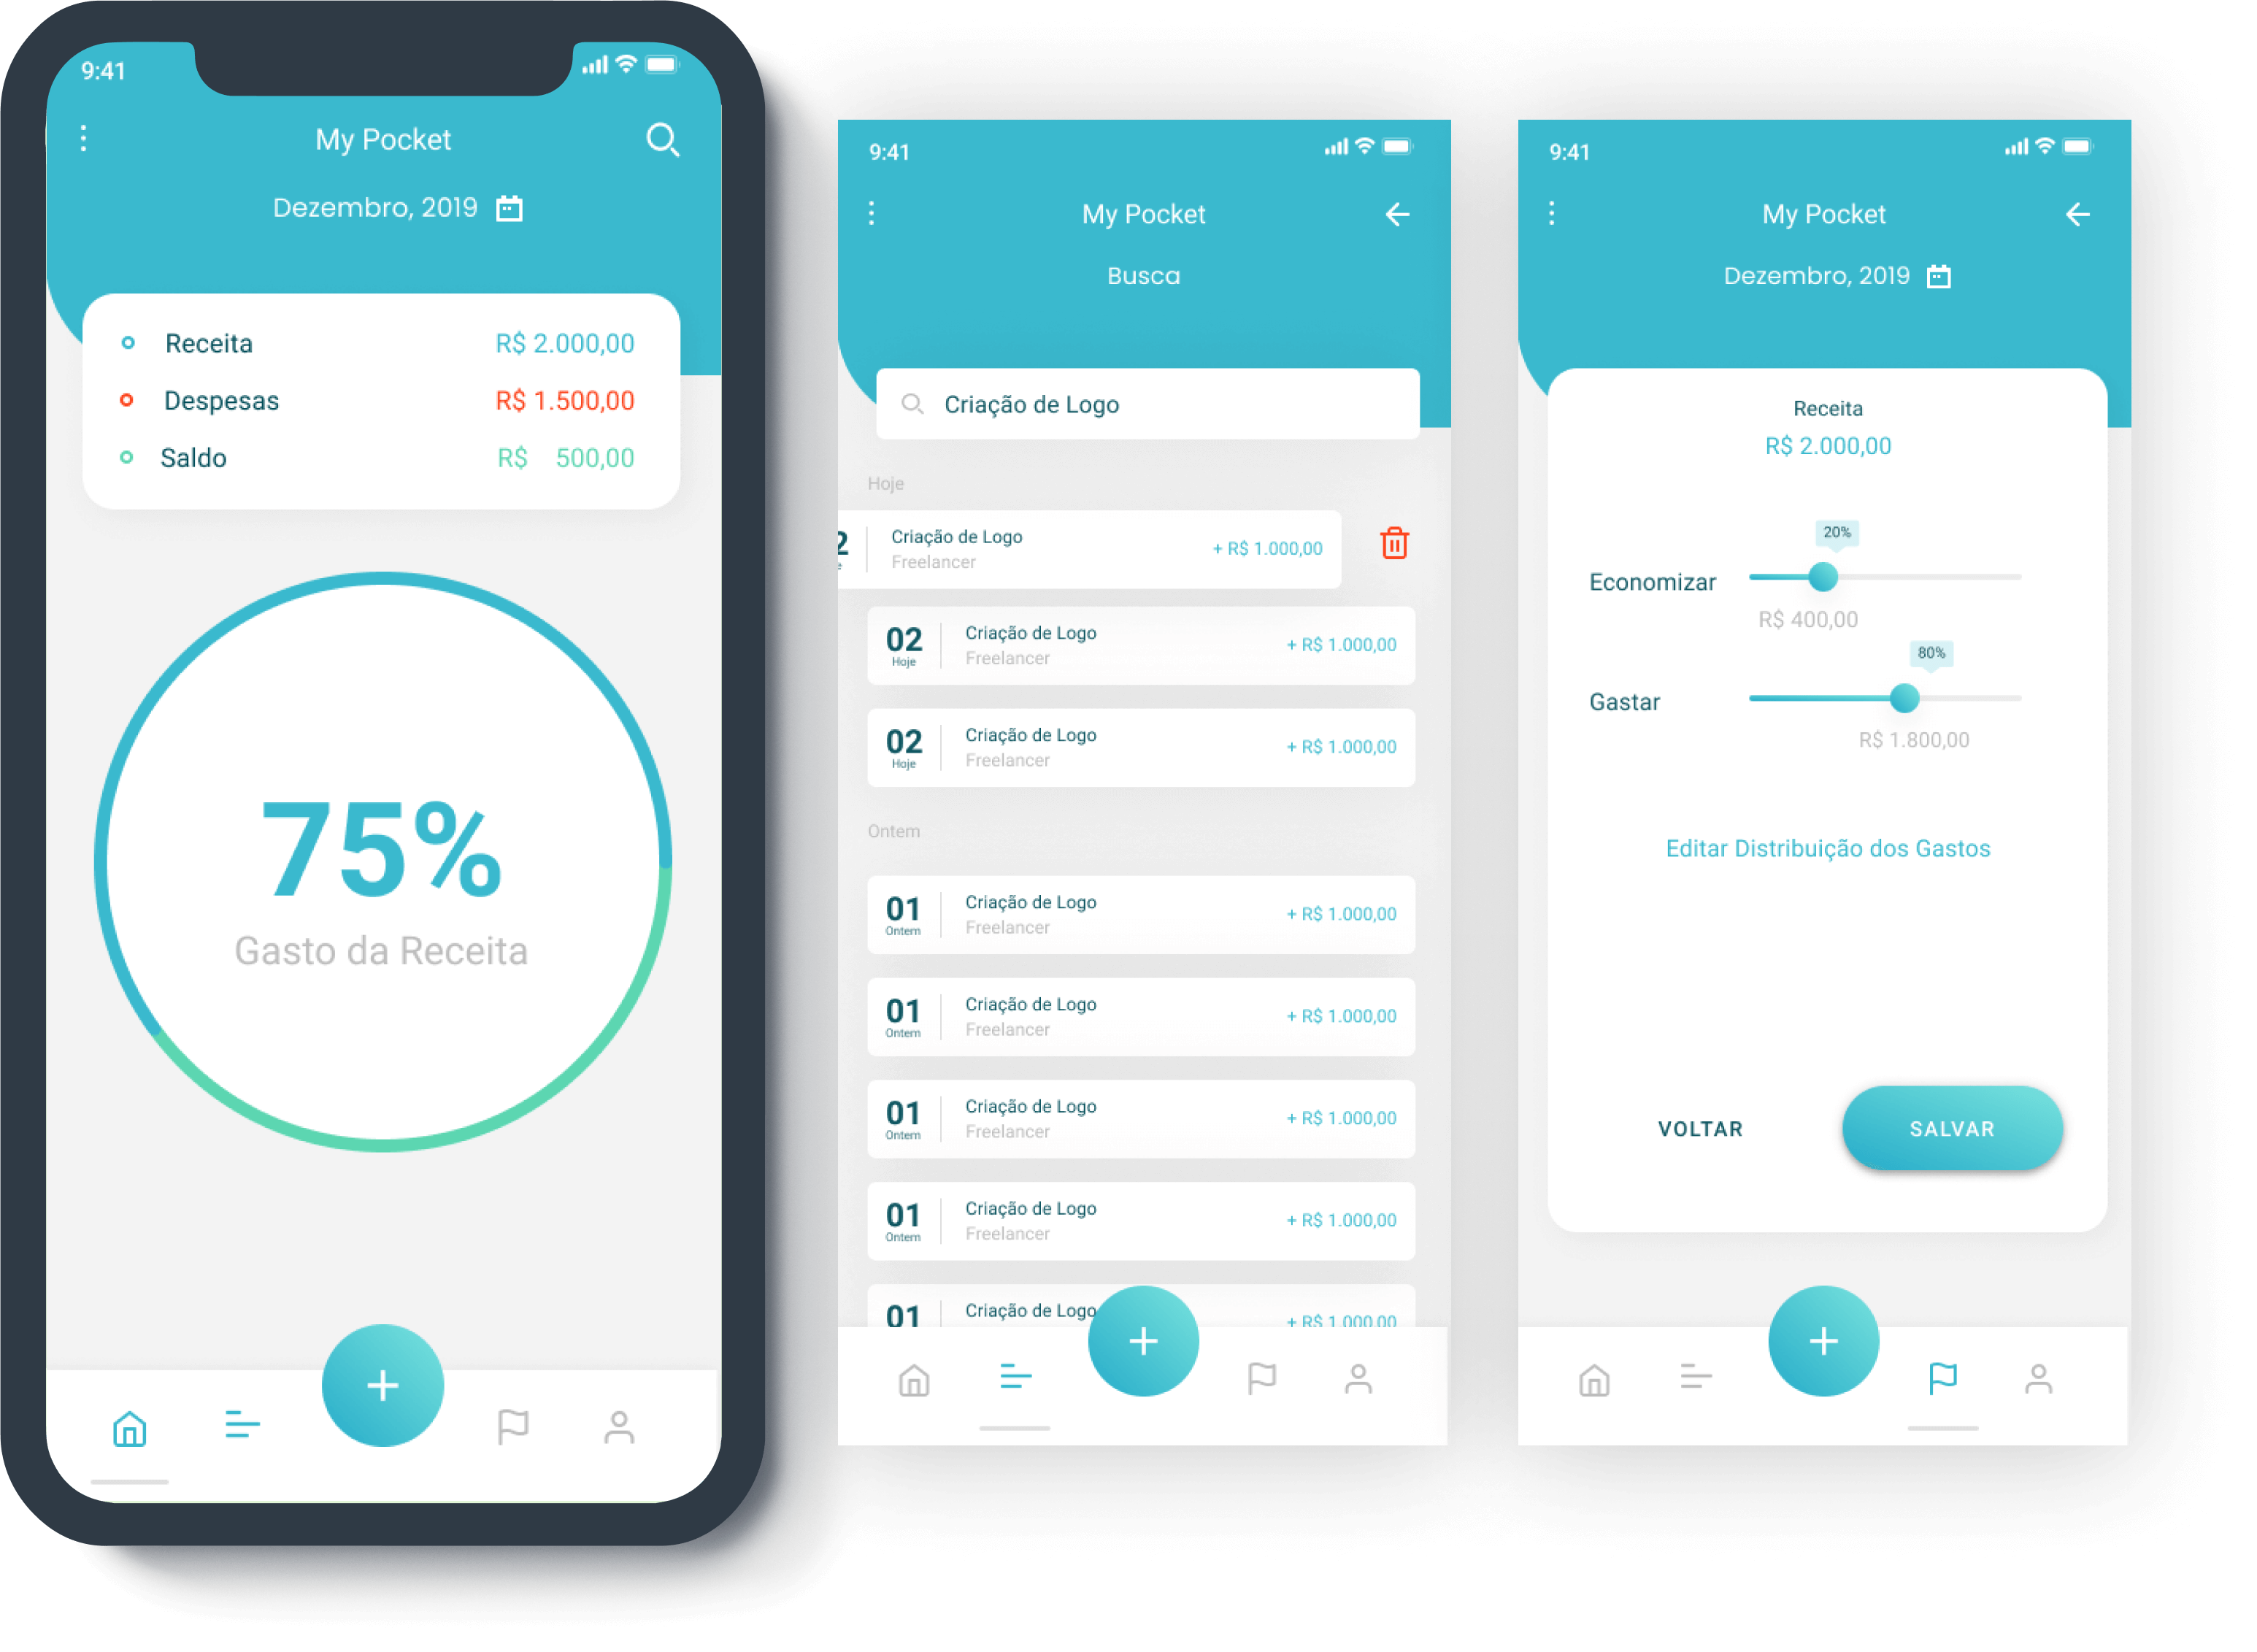 9:41
My Pocket
Dezembro, 2019
Receita R$ 2.000,00
Despesas R$ 1.500,00
Saldo R$ 500,00
75%
Gasto da Receita
9:41
My Pocket
Busca
Criação de Logo
Hoje
2 Criação de Logo + R$ 1.000,00
Freelancer
02 Criação de Logo + R$ 1.000,00
Hoje Freelancer
02 Criação de Logo + R$ 1.000,00
Hoje Freelancer
Ontem
01 Criação de Logo + R$ 1.000,00
Ontem Freelancer
01 Criação de Logo + R$ 1.000,00
Ontem Freelancer
01 Criação de Logo + R$ 1.000,00
Ontem Freelancer
01 Criação de Logo + R$ 1.000,00
Ontem Freelancer
01 Criação de Logo + R$ 1.000,00
9:41
My Pocket
Dezembro, 2019
Receita
R$ 2.000,00
20%
Economizar
R$ 400,00
80%
Gastar
R$ 1.800,00
Editar Distribuição dos Gastos
VOLTAR SALVAR